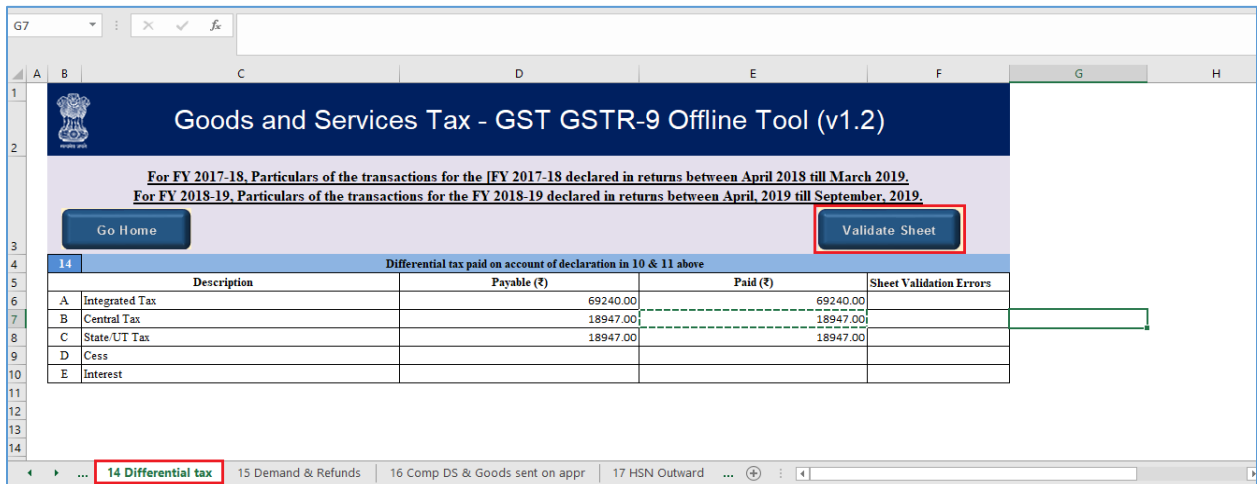 G7 fx
A B C D E F G H
1
2 Goods and Services Tax - GST GSTR-9 Offline Tool (v1.2)
For FY 2017-18, Particulars of the transactions for the [FY 2017-18 declared in returns between April 2018 till March 2019.
For FY 2018-19, Particulars of the transactions for the FY 2018-19 declared in returns between April, 2019 till September, 2019.
3 Go Home Validate Sheet
4 14 Differential tax paid on account of declaration in 10 & 11 above
5 Description Payable (₹) Paid (₹) Sheet Validation Errors
6 A Integrated Tax 69240.00 69240.00
7 B Central Tax 18947.00 18947.00
8 C State/UT Tax 18947.00 18947.00
9 D Cess
10 E Interest
11
12
13
14
... 14 Differential tax 15 Demand & Refunds 16 Comp DS & Goods sent on appr 17 HSN Outward ...